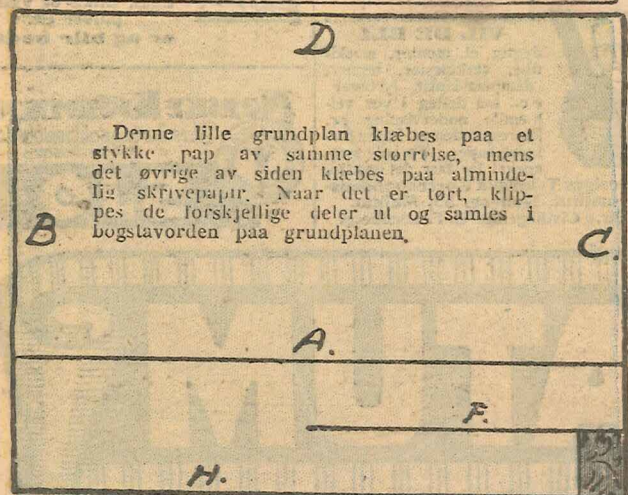 D
Denne lille grundplan klæbes paa et
stykke pap av samme størrelse, mens
det øvrige av siden klæbes paa alminde-
lig skrivepapir. Naar det er tørt, klip-
pes de forskjellige deler ut og samles i
bogstavorden paa grundplanen.
B
C.
A.
F.
H.